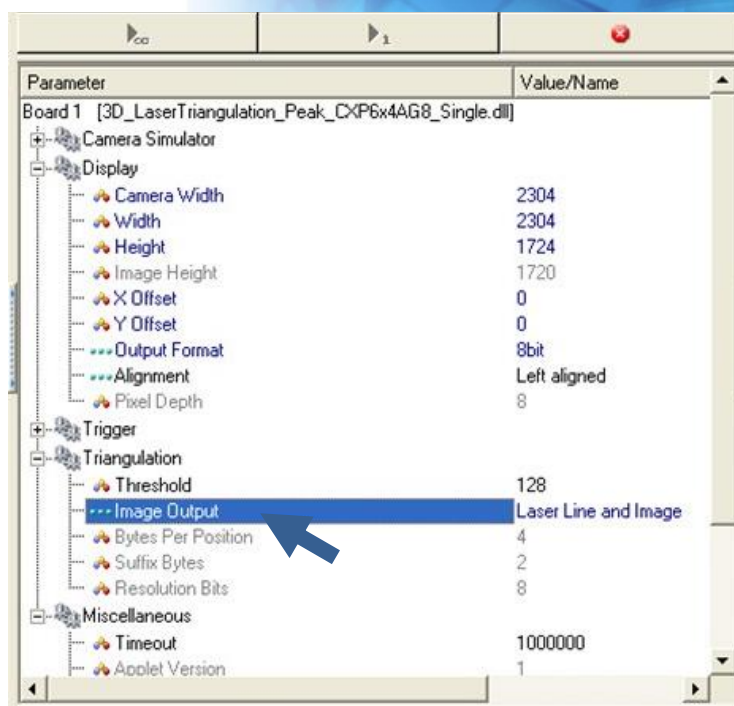 ∞ 1
Parameter Value/Name
Board 1 [3D_LaserTriangulation_Peak_CXP6x4AG8_Single.dll]
Camera Simulator
Display
Camera Width 2304
Width 2304
Height 1724
Image Height 1720
X Offset 0
Y Offset 0
Output Format 8bit
Alignment Left aligned
Pixel Depth 8
Trigger
Triangulation
Threshold 128
Image Output Laser Line and Image
Bytes Per Position 4
Suffix Bytes 2
Resolution Bits 8
Miscellaneous
Timeout 1000000
Applet Version 1